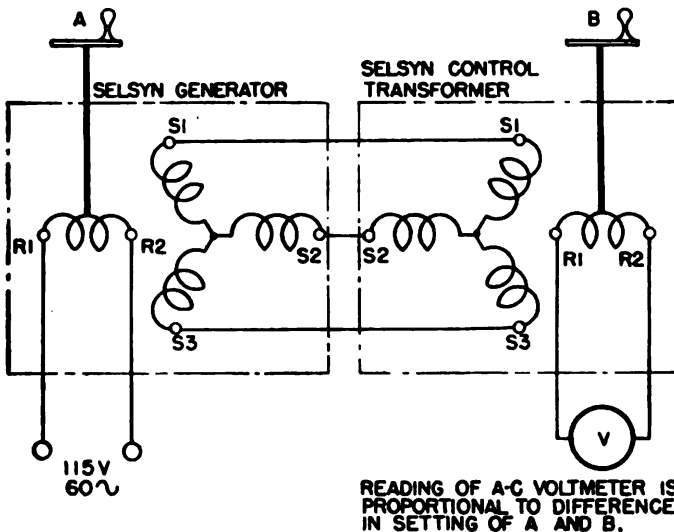 A
B
SELSYN GENERATOR
SELSYN CONTROL
TRANSFORMER
S1
S1
R1
R2
S2
S2
R1
R2
S3
S3
115V
60~
V
READING OF A-C VOLTMETER IS
PROPORTIONAL TO DIFFERENCE
IN SETTING OF A AND B.